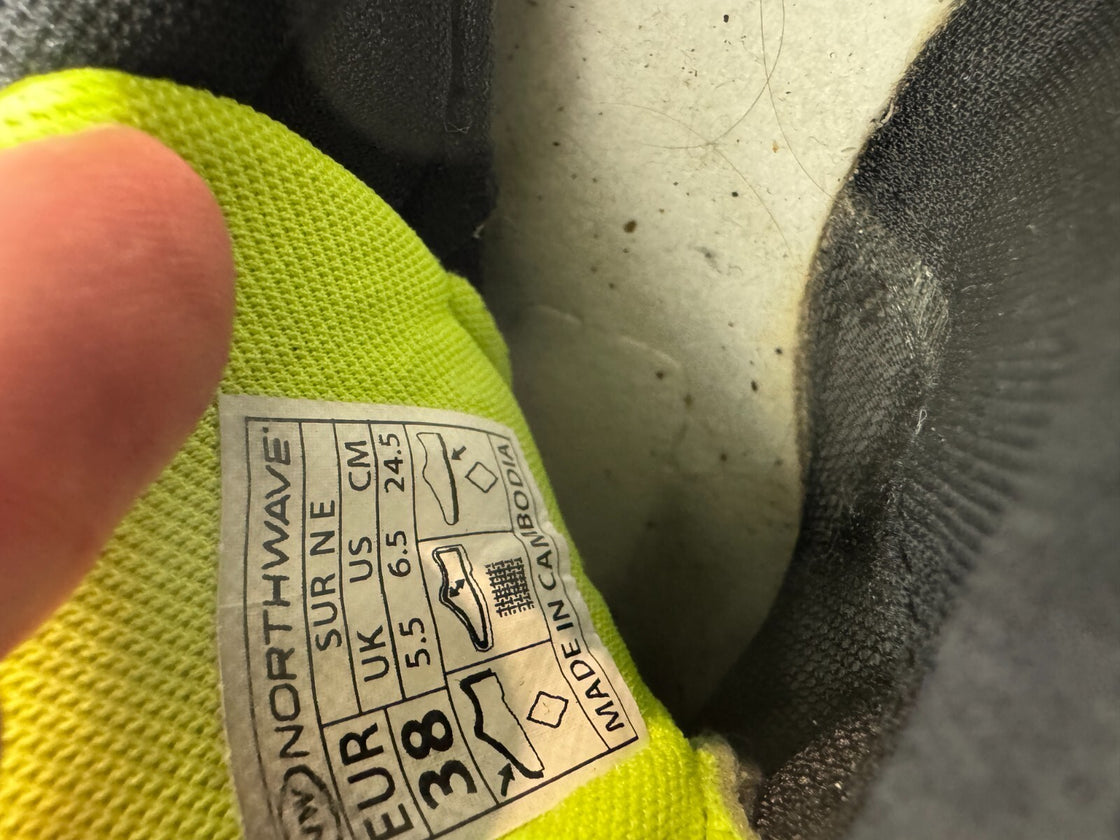 NW NORTHWAVE
SUR NE
EUR UK US CM
38 5.5 6.5 24.5
MADE IN CAMBODIA